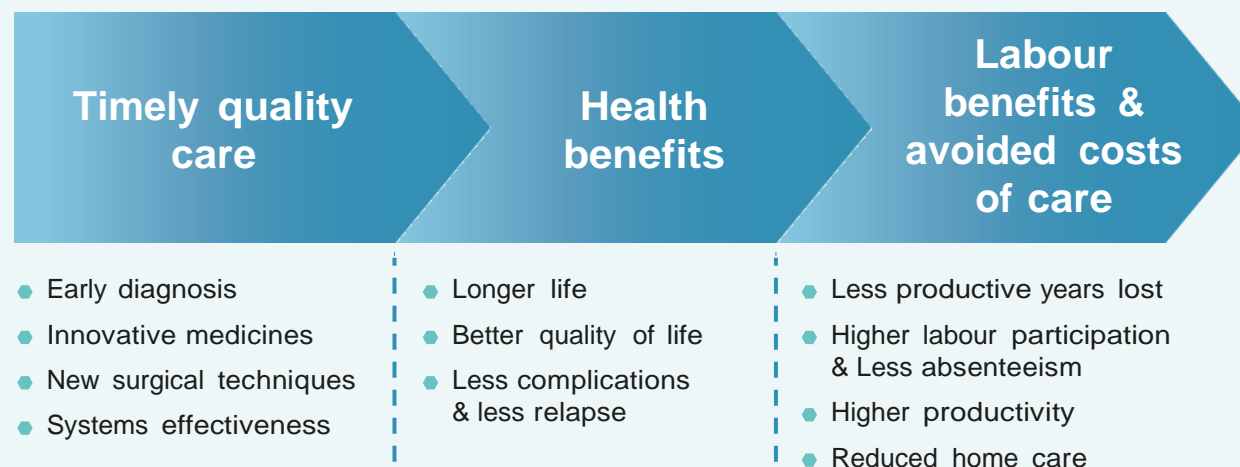 Timely quality
care
Health
benefits
Labour
benefits &
avoided costs
of care
Early diagnosis
Innovative medicines
New surgical techniques
Systems effectiveness
Longer life
Better quality of life
Less complications
& less relapse
Less productive years lost
Higher labour participation
& Less absenteeism
Higher productivity
Reduced home care